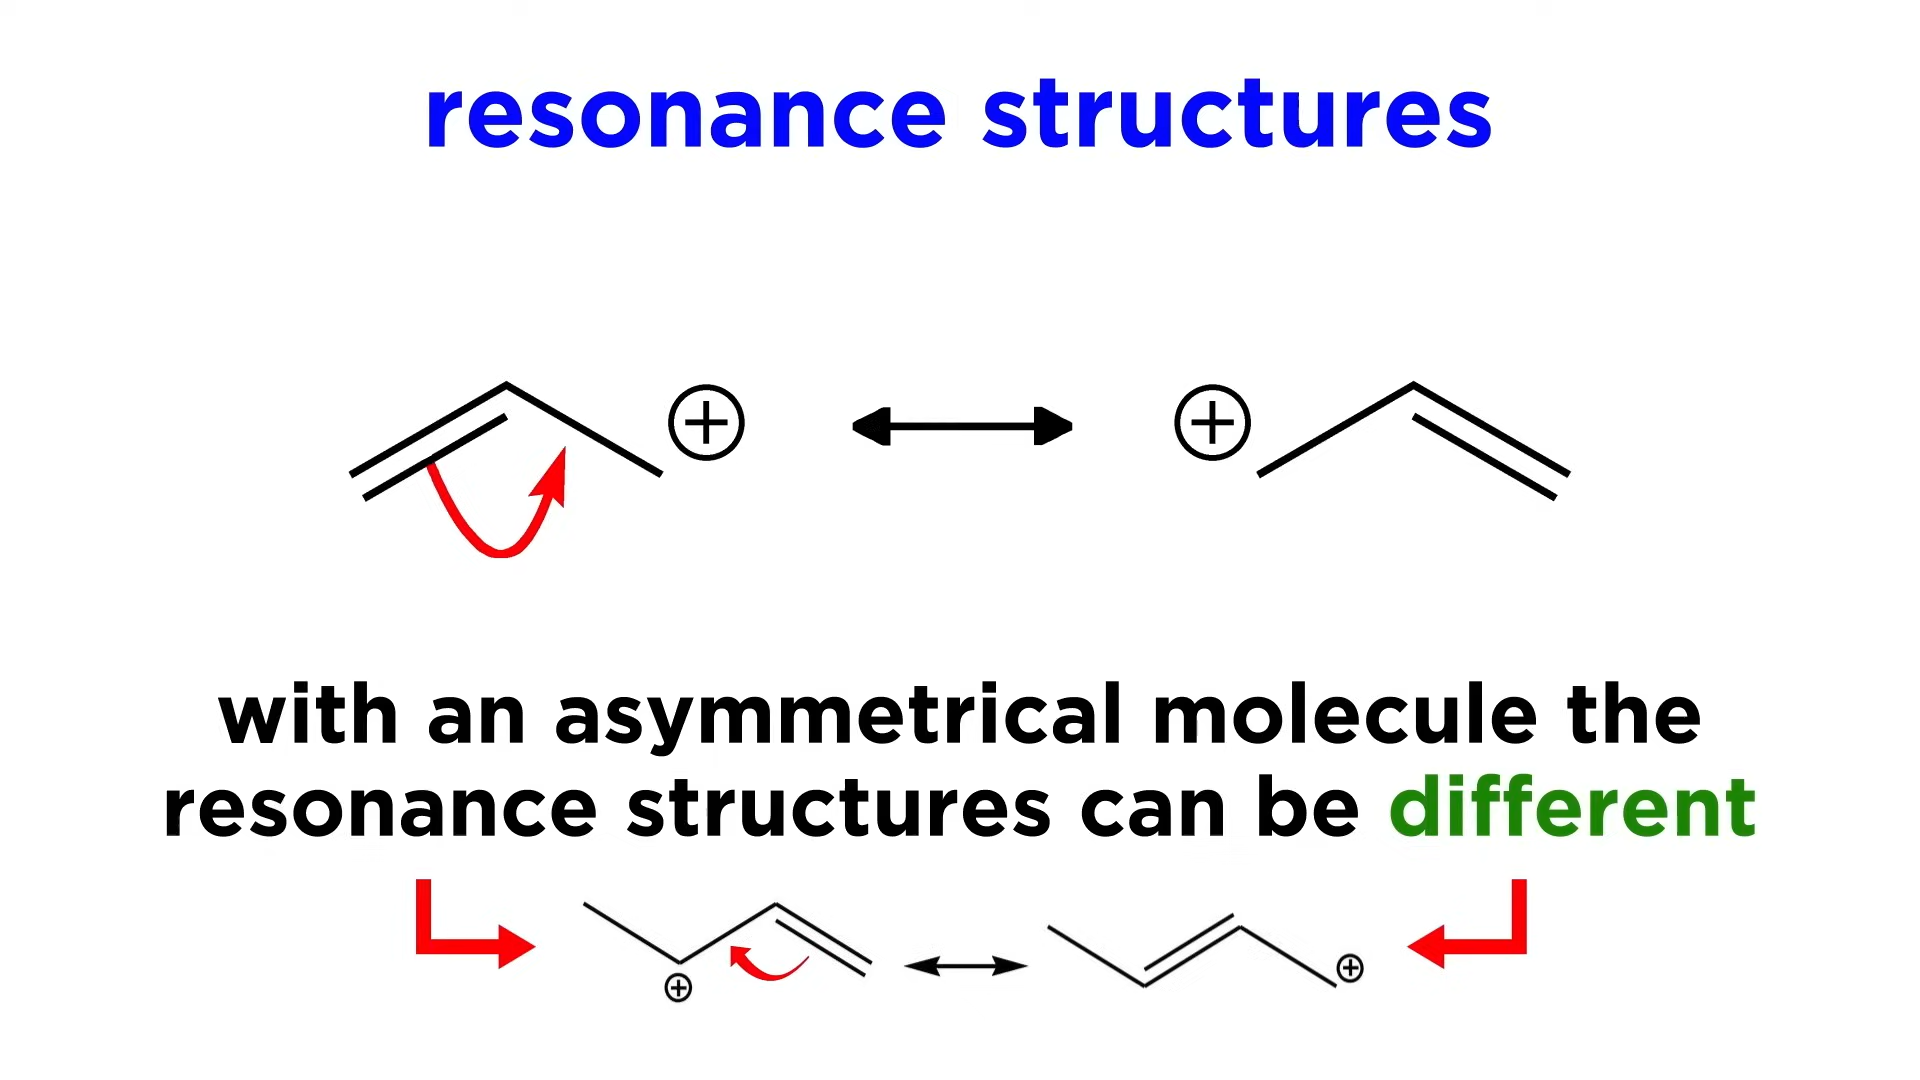 resonance structures
+ +
with an asymmetrical molecule the
resonance structures can be different
+ +